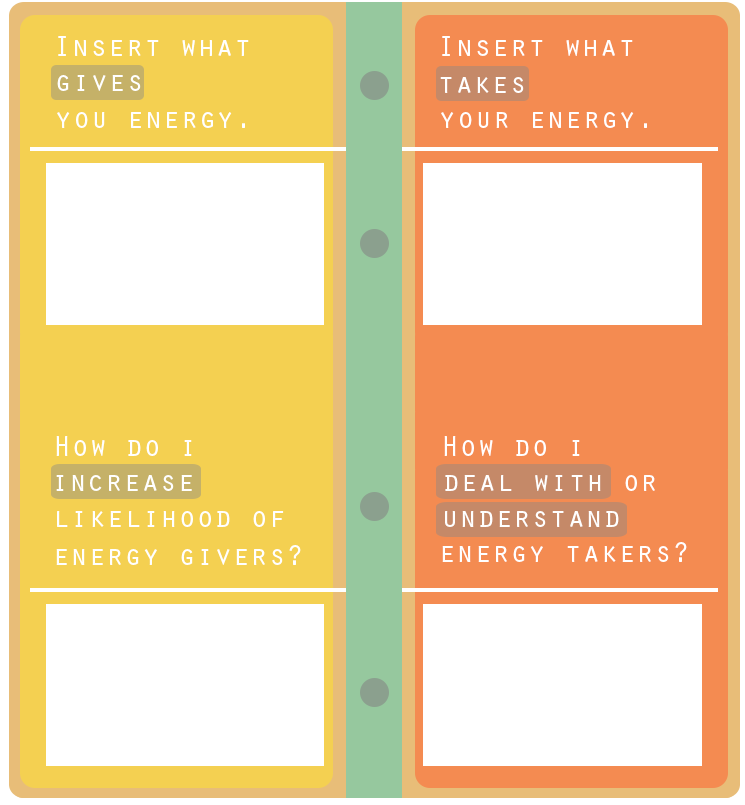 Insert what
gives
you energy.
How do i
increase
likelihood of
energy givers?
Insert what
takes
your energy.
How do i
deal with or
understand
energy takers?